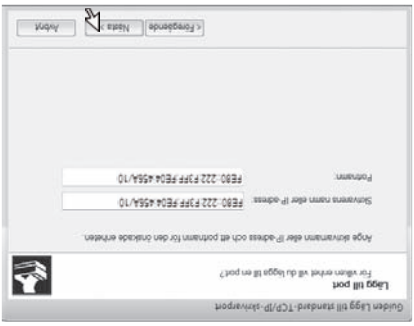 Guiden Lägg till standard-TCP/IP-skrivarport
Lägg till port
För vilken enhet vill du lägga till en port?
Ange skrivarnamn eller IP-adress och ett portnamn för den önskade enheten.
Skrivarens namn eller IP-adress: FE80::222:F3FF:FE04:456A/10
Portnamn: FE80::222:F3FF:FE04:456A/10
< Föregående Nästa > Avbryt